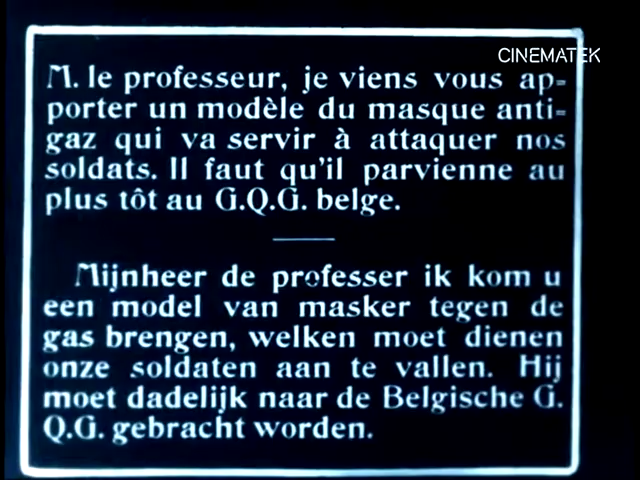 CINEMATEK
M. le professeur, je viens vous ap=
porter un modèle du masque anti=
gaz qui va servir à attaquer nos
soldats. Il faut qu'il parvienne au
plus tôt au G.Q.G. belge.
Mijnheer de professer ik kom u
een model van masker tegen de
gas brengen, welken moet dienen
onze soldaten aan te vallen. Hij
moet dadelijk naar de Belgische G.
Q.G. gebracht worden.